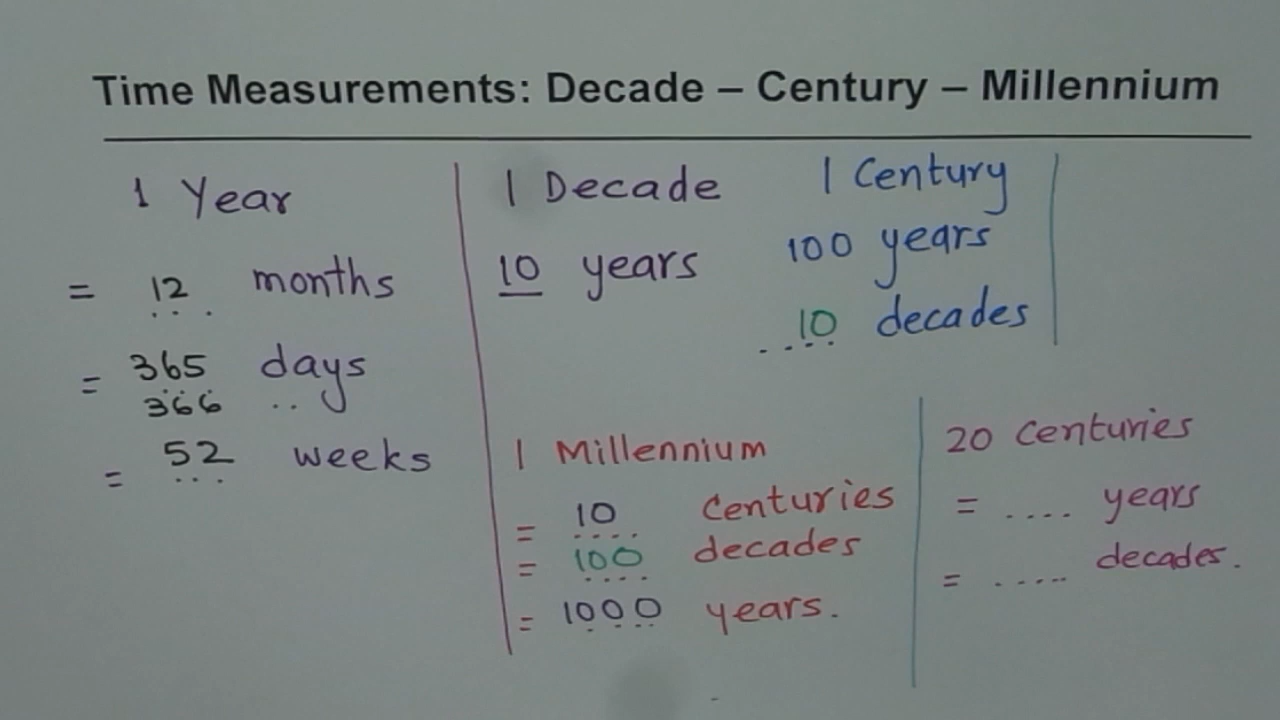 Time Measurements: Decade – Century – Millennium
1 Year
= 12 months
= 365 days
366
= 52 weeks
1 Decade
10 years
1 Century
100 years
10 decades
1 Millennium
= 10 centuries
= 100 decades
= 1000 years.
20 centuries
= .... years
= ..... decades.